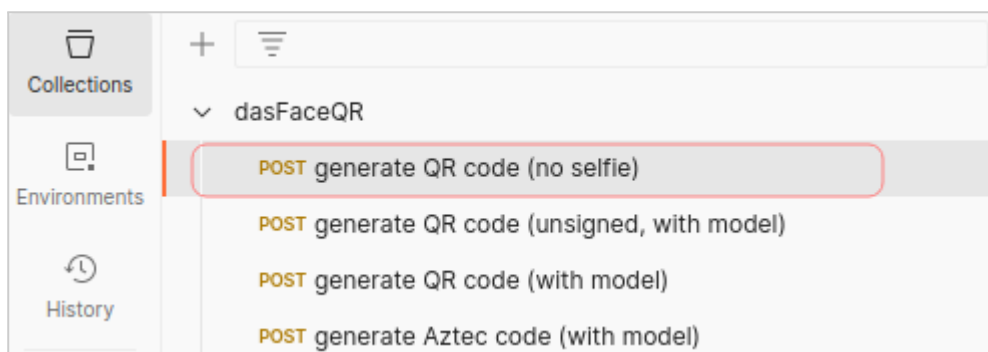 Collections
Environments
History
dasFaceQR
POST generate QR code (no selfie)
POST generate QR code (unsigned, with model)
POST generate QR code (with model)
POST generate Aztec code (with model)